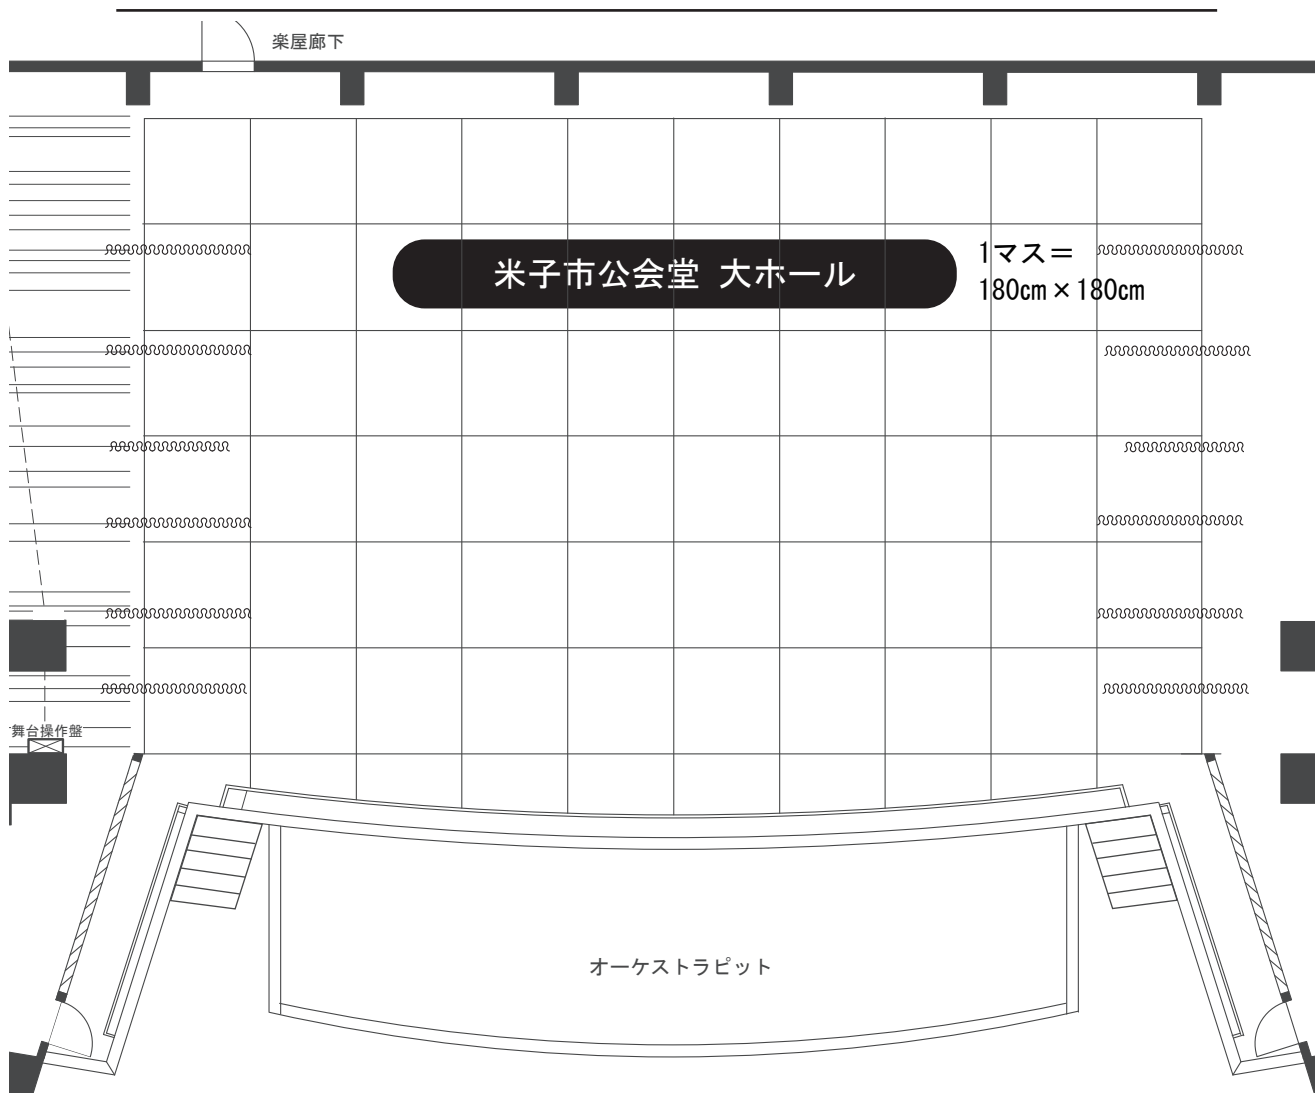 楽屋廊下
米子市公会堂 大ホール
1マス＝
180㎝×180㎝
舞台操作盤
オーケストラピット